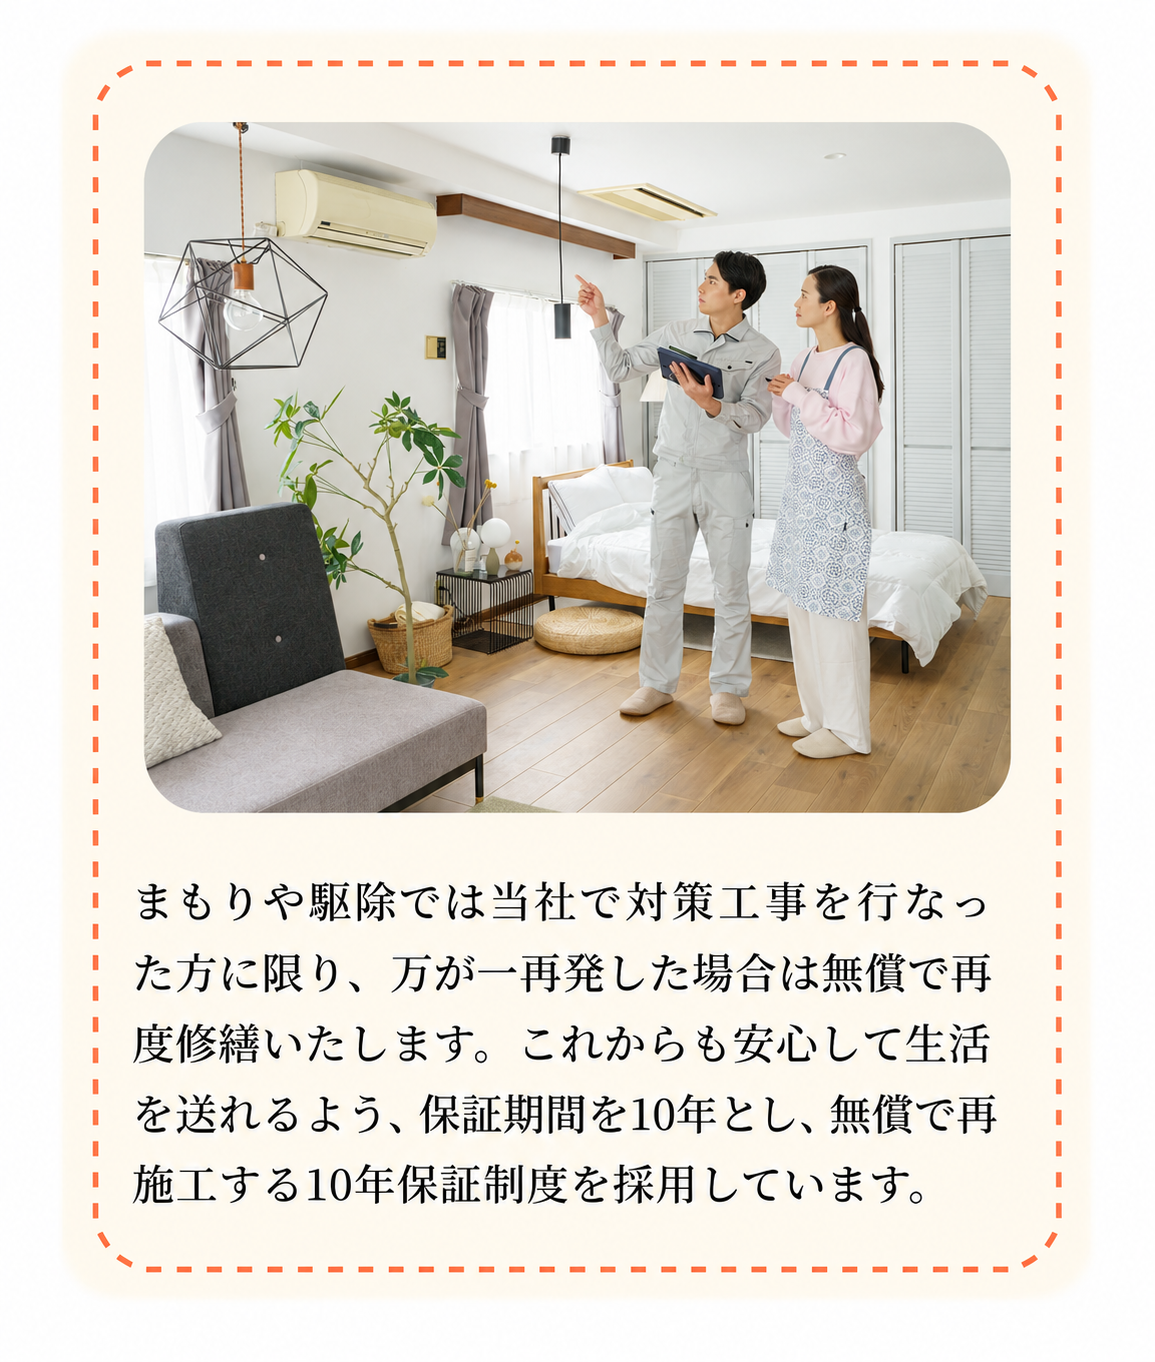 まもりや駆除では当社で対策工事を行なっ
た方に限り、万が一再発した場合は無償で再
度修繕いたします。これからも安心して生活
を送れるよう、保証期間を10年とし、無償で再
施工する10年保証制度を採用しています。